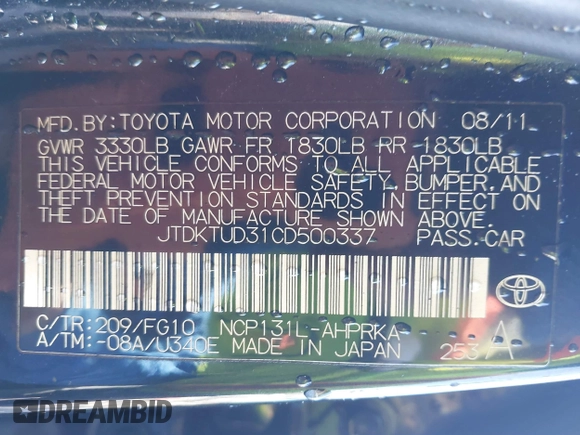 MFD.BY:TOYOTA MOTOR CORPORATION 08/11
GVWR 3330LB GAWR FR 1830LB RR 1830LB
THIS VEHICLE CONFORMS TO ALL APPLICABLE
FEDERAL MOTOR VEHICLE SAFETY, BUMPER, AND
THEFT PREVENTION STANDARDS IN EFFECT ON
THE DATE OF MANUFACTURE SHOWN ABOVE.
JTDKTUD31CD500337 PASS.CAR
C/TR:209/FG10 NCP131L-AHPRKA
A/TM:-08A/U340E MADE IN JAPAN 253 A
DREAMBID